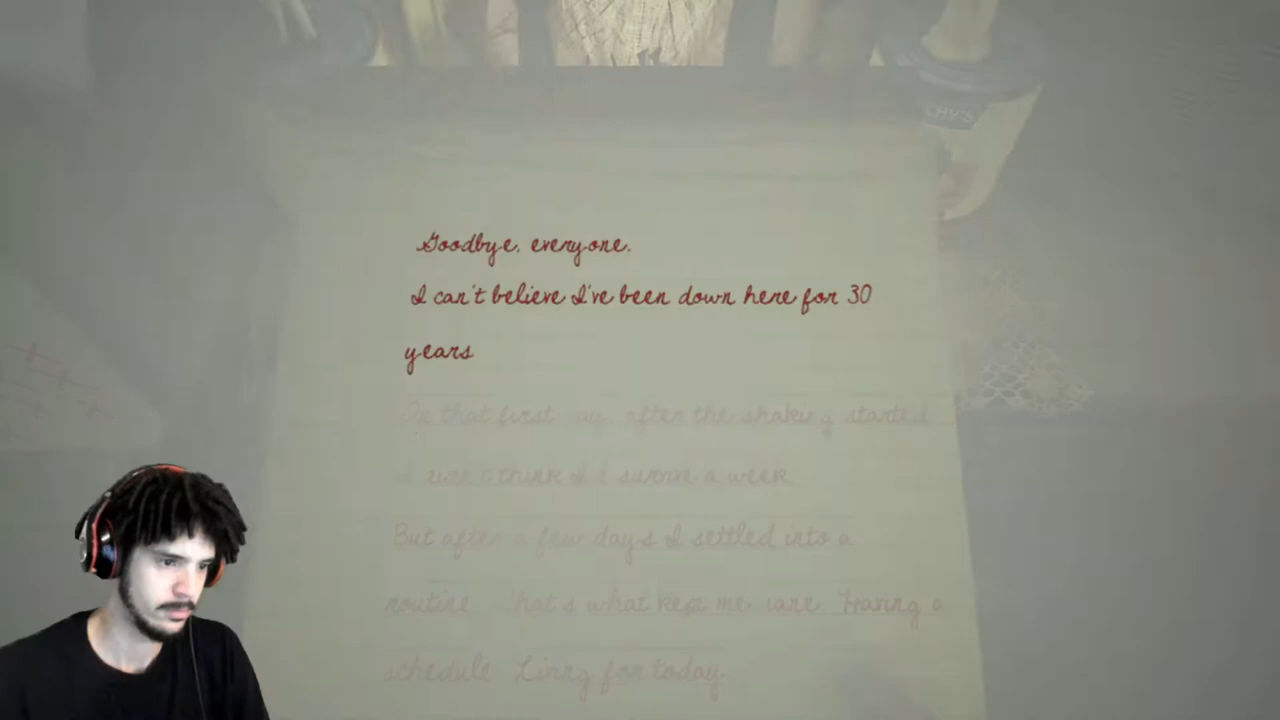 CHV'S
Goodbye, everyone.
I can't believe I've been down here for 30
years
On that first day, after the shaking started
I didn't think I'd survive a week
But after a few days I settled into a
routine. That's what kept me sane. Having a
schedule. Living for today